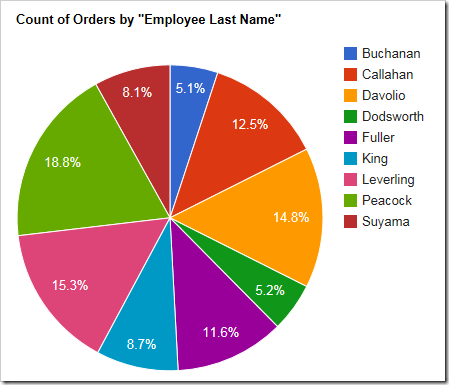 Count of Orders by "Employee Last Name"
Buchanan
Callahan
Davolio
Dodsworth
Fuller
King
Leverling
Peacock
Suyama
5.1%
12.5%
14.8%
5.2%
11.6%
8.7%
15.3%
18.8%
8.1%